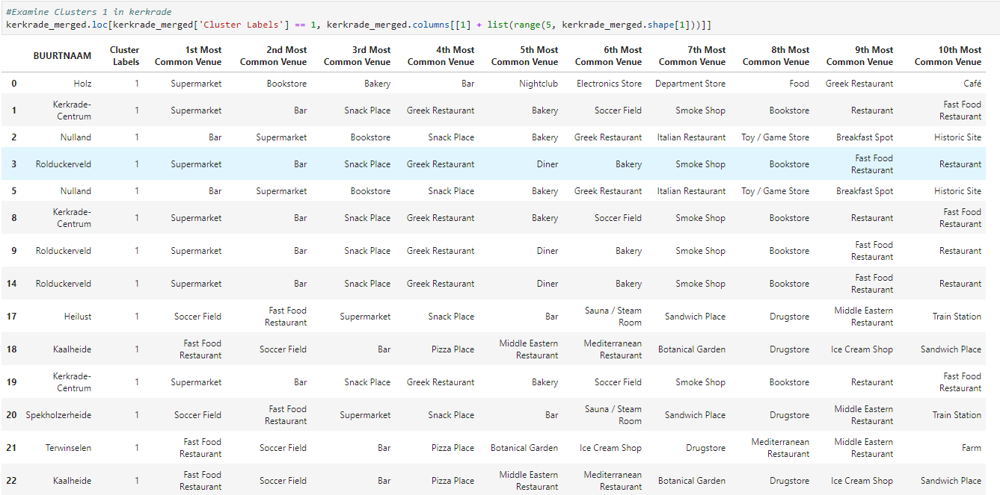 #Examine Clusters 1 in kerkrade
kerkrade_merged.loc[kerkrade_merged['Cluster Labels'] == 1, kerkrade_merged.columns[[1] + list(range(5, kerkrade_merged.shape[1]))]]
BUURTNAAM Cluster Labels 1st Most Common Venue 2nd Most Common Venue 3rd Most Common Venue 4th Most Common Venue 5th Most Common Venue 6th Most Common Venue 7th Most Common Venue 8th Most Common Venue 9th Most Common Venue 10th Most Common Venue
0 Holz 1 Supermarket Bookstore Bakery Bar Nightclub Electronics Store Department Store Food Greek Restaurant Café
1 Kerkrade-Centrum 1 Supermarket Bar Snack Place Greek Restaurant Bakery Soccer Field Smoke Shop Bookstore Restaurant Fast Food Restaurant
2 Nulland 1 Bar Supermarket Bookstore Snack Place Bakery Greek Restaurant Italian Restaurant Toy / Game Store Breakfast Spot Historic Site
3 Rolduckerveld 1 Supermarket Bar Snack Place Greek Restaurant Diner Bakery Smoke Shop Bookstore Fast Food Restaurant Restaurant
5 Nulland 1 Bar Supermarket Bookstore Snack Place Bakery Greek Restaurant Italian Restaurant Toy / Game Store Breakfast Spot Historic Site
8 Kerkrade-Centrum 1 Supermarket Bar Snack Place Greek Restaurant Bakery Soccer Field Smoke Shop Bookstore Restaurant Fast Food Restaurant
9 Rolduckerveld 1 Supermarket Bar Snack Place Greek Restaurant Diner Bakery Smoke Shop Bookstore Fast Food Restaurant Restaurant
14 Rolduckerveld 1 Supermarket Bar Snack Place Greek Restaurant Diner Bakery Smoke Shop Bookstore Fast Food Restaurant Restaurant
17 Heilust 1 Soccer Field Fast Food Restaurant Supermarket Snack Place Bar Sauna / Steam Room Sandwich Place Drugstore Middle Eastern Restaurant Train Station
18 Kaalheide 1 Fast Food Restaurant Soccer Field Bar Pizza Place Middle Eastern Restaurant Mediterranean Restaurant Botanical Garden Drugstore Ice Cream Shop Sandwich Place
19 Kerkrade-Centrum 1 Supermarket Bar Snack Place Greek Restaurant Bakery Soccer Field Smoke Shop Bookstore Restaurant Fast Food Restaurant
20 Spekholzerheide 1 Soccer Field Fast Food Restaurant Supermarket Snack Place Bar Sauna / Steam Room Sandwich Place Drugstore Middle Eastern Restaurant Train Station
21 Terwinselen 1 Fast Food Restaurant Soccer Field Bar Pizza Place Botanical Garden Ice Cream Shop Drugstore Mediterranean Restaurant Middle Eastern Restaurant Farm
22 Kaalheide 1 Fast Food Restaurant Soccer Field Bar Pizza Place Middle Eastern Restaurant Mediterranean Restaurant Botanical Garden Drugstore Ice Cream Shop Sandwich Place